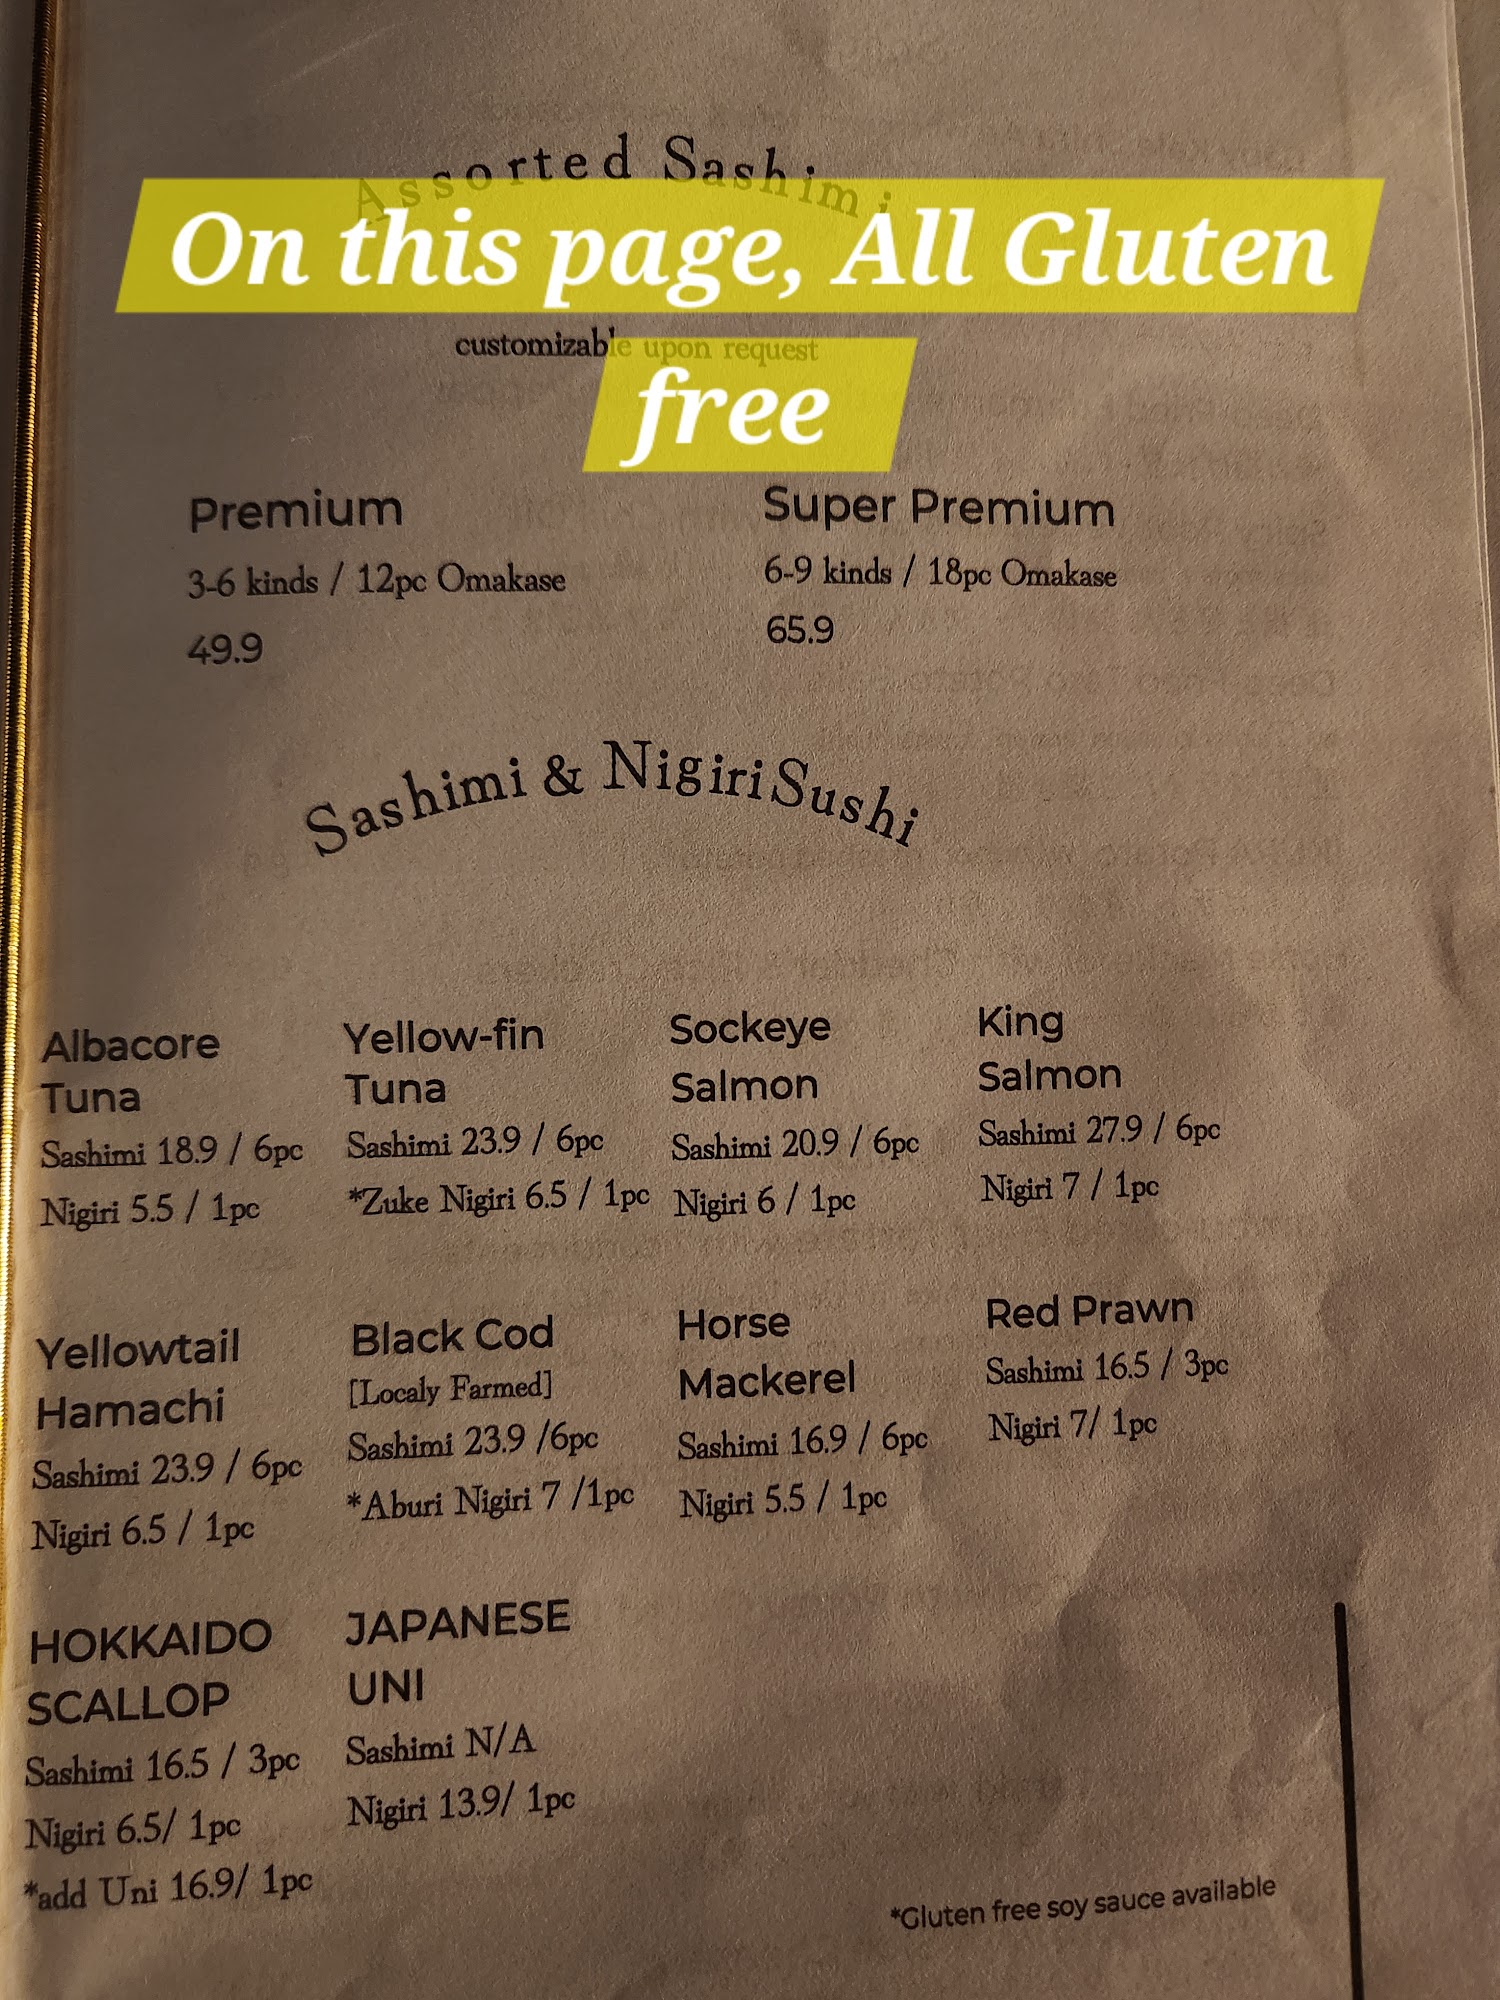 Assorted Sashimi
On this page, All Gluten
free
customizable upon request
Premium
3-6 kinds / 12pc Omakase
49.9
Super Premium
6-9 kinds / 18pc Omakase
65.9
Sashimi & Nigiri Sushi
Albacore
Tuna
Sashimi 18.9 / 6pc
Nigiri 5.5 / 1pc
Yellow-fin
Tuna
Sashimi 23.9 / 6pc
*Zuke Nigiri 6.5 / 1pc
Sockeye
Salmon
Sashimi 20.9 / 6pc
Nigiri 6 / 1pc
King
Salmon
Sashimi 27.9 / 6pc
Nigiri 7 / 1pc
Yellowtail
Hamachi
Sashimi 23.9 / 6pc
Nigiri 6.5 / 1pc
Black Cod
[Localy Farmed]
Sashimi 23.9 /6pc
*Aburi Nigiri 7 /1pc
Horse
Mackerel
Sashimi 16.9 / 6pc
Nigiri 5.5 / 1pc
Red Prawn
Sashimi 16.5 / 3pc
Nigiri 7/ 1pc
HOKKAIDO
SCALLOP
Sashimi 16.5 / 3pc
Nigiri 6.5/ 1pc
*add Uni 16.9/ 1pc
JAPANESE
UNI
Sashimi N/A
Nigiri 13.9/ 1pc
*Gluten free soy sauce available